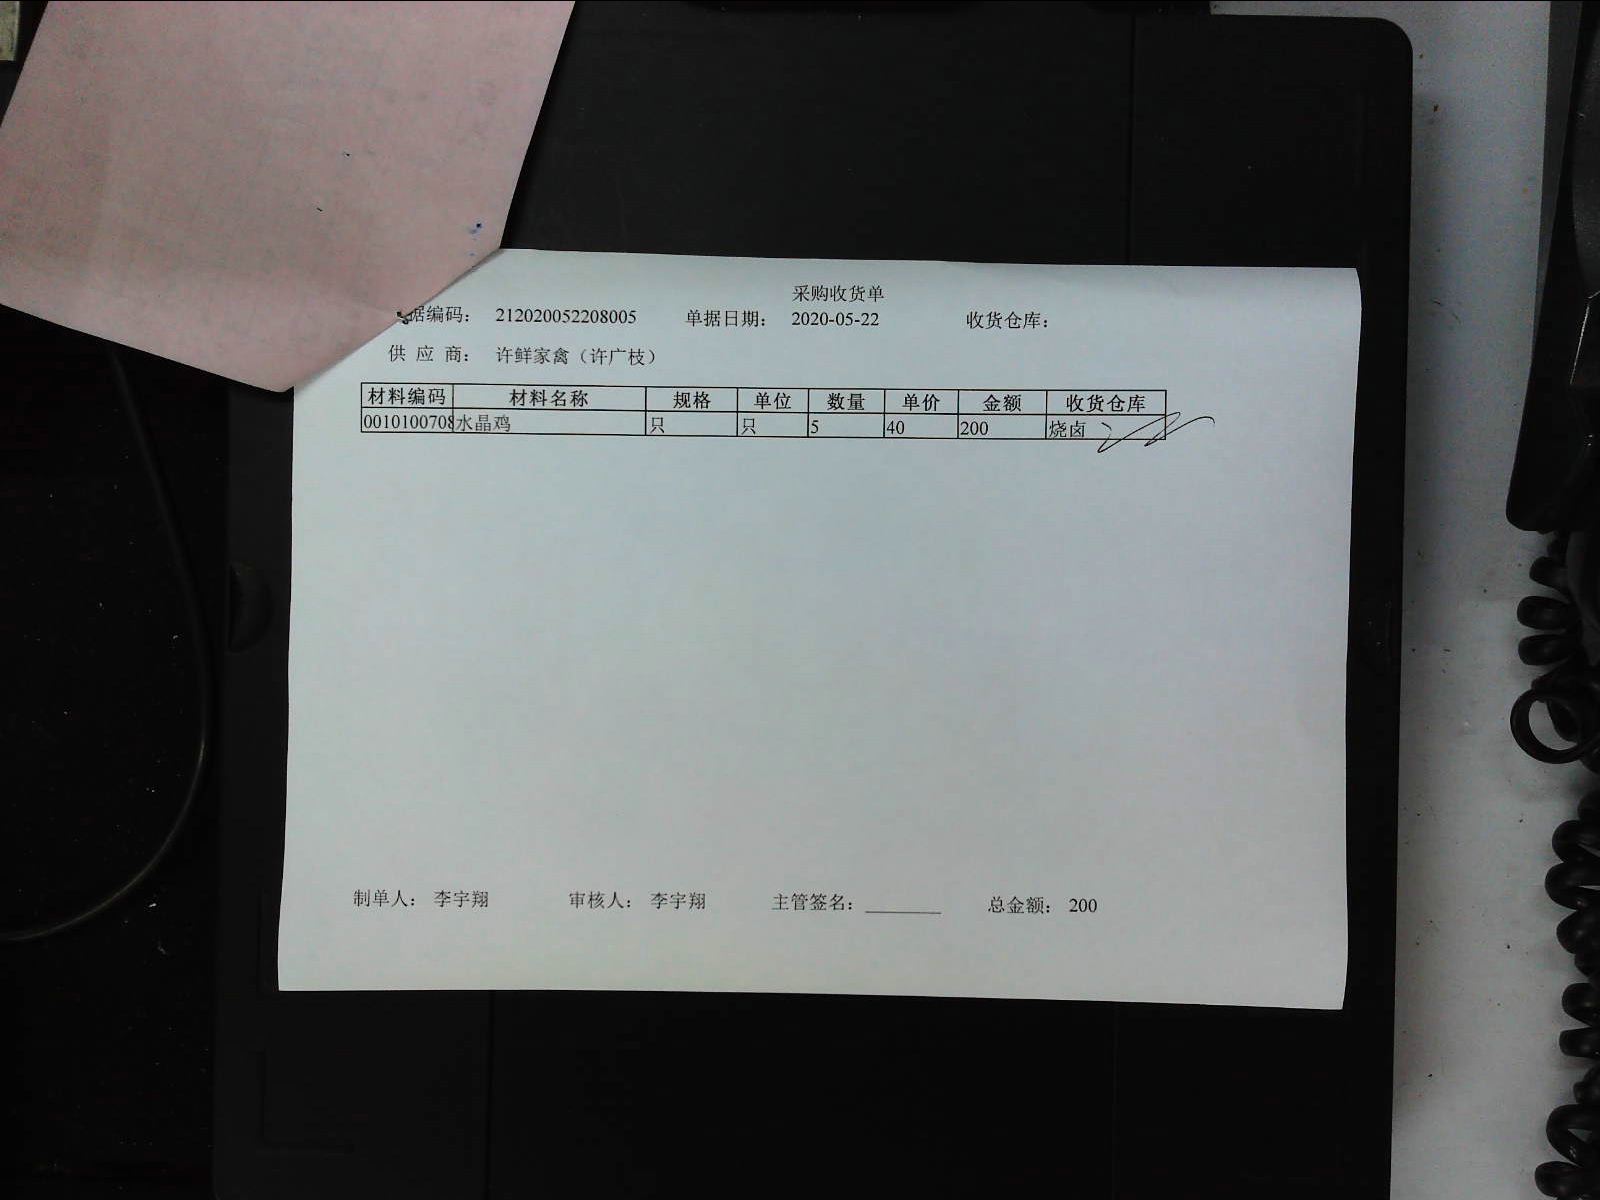 采购收货单
据编码： 212020052208005 单据日期： 2020-05-22 收货仓库：
供 应 商： 许鲜家禽（许广枝）
材料编码 材料名称 规格 单位 数量 单价 金额 收货仓库
0010100708 水晶鸡 只 只 5 40 200 烧卤
制单人： 李宇翔 审核人： 李宇翔 主管签名：________ 总金额： 200